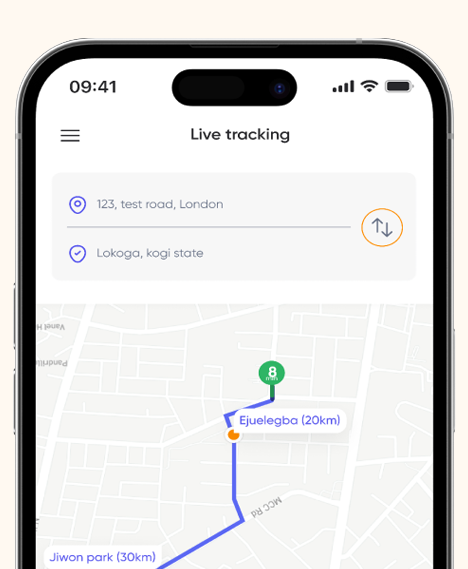 09:41
Live tracking
123, test road, London
Lokoga, kogi state
Vanel H
Pandriti
8
min
Ejuelegba (20km)
MCC Rd
Jiwon park (30km)